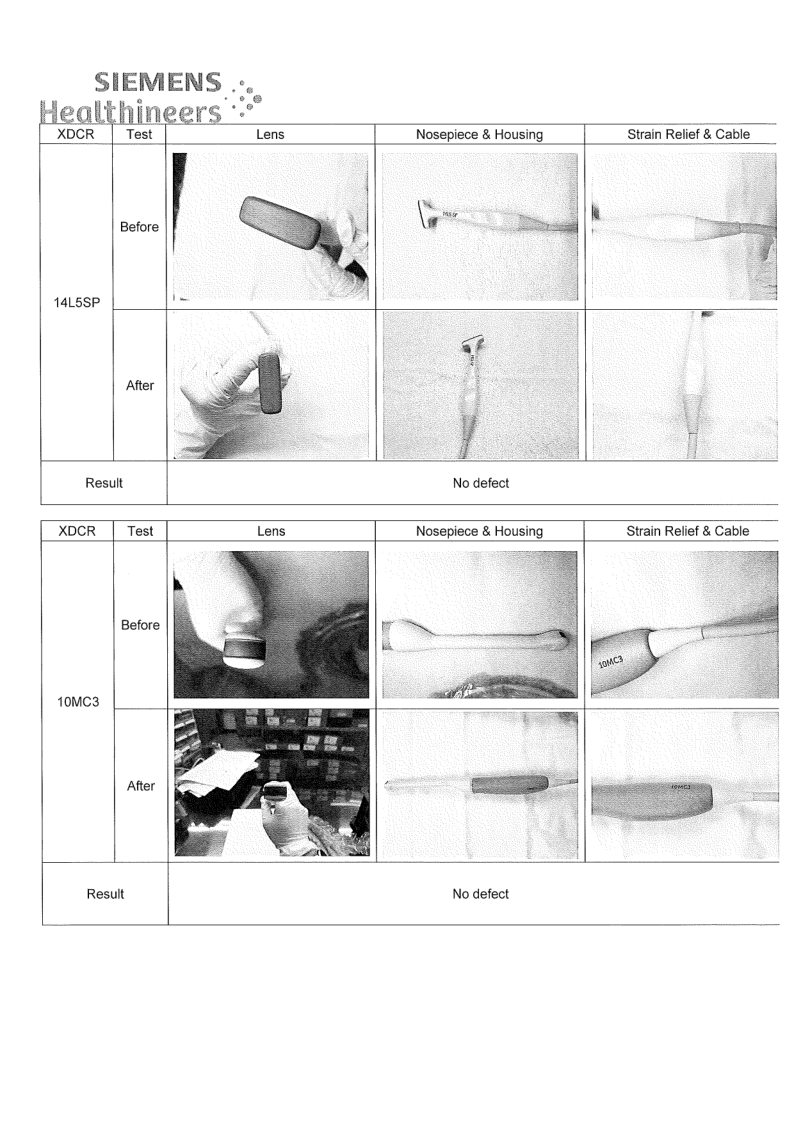 SIEMENS
Healthineers
XDCR Test Lens Nosepiece & Housing Strain Relief & Cable
14L5SP
Before
14L5SP
After
Result No defect
XDCR Test Lens Nosepiece & Housing Strain Relief & Cable
10MC3
Before
10MC3
After
10MC3
Result No defect